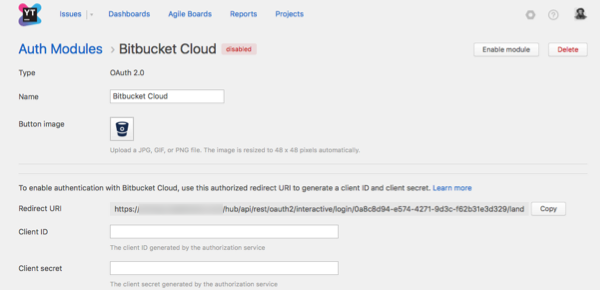 YT
Issues Dashboards Agile Boards Reports Projects
Auth Modules › Bitbucket Cloud disabled Enable module Delete
Type OAuth 2.0
Name Bitbucket Cloud
Button image
Upload a JPG, GIF, or PNG file. The image is resized to 48 x 48 pixels automatically.
To enable authentication with Bitbucket Cloud, use this authorized redirect URI to generate a client ID and client secret. Learn more
Redirect URI https:// /hub/api/rest/oauth2/interactive/login/0a8c8d94-e574-4271-9d3c-f62b31e3d329/land Copy
Client ID
The client ID generated by the authorization service
Client secret
The client secret generated by the authorization service